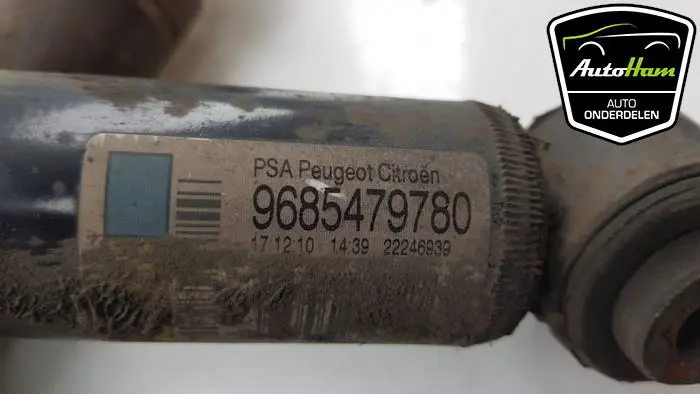 PSA Peugeot Citroën
9685479780
17 12:10 14:39 22246939
AutoHam
AUTO
ONDERDELEN